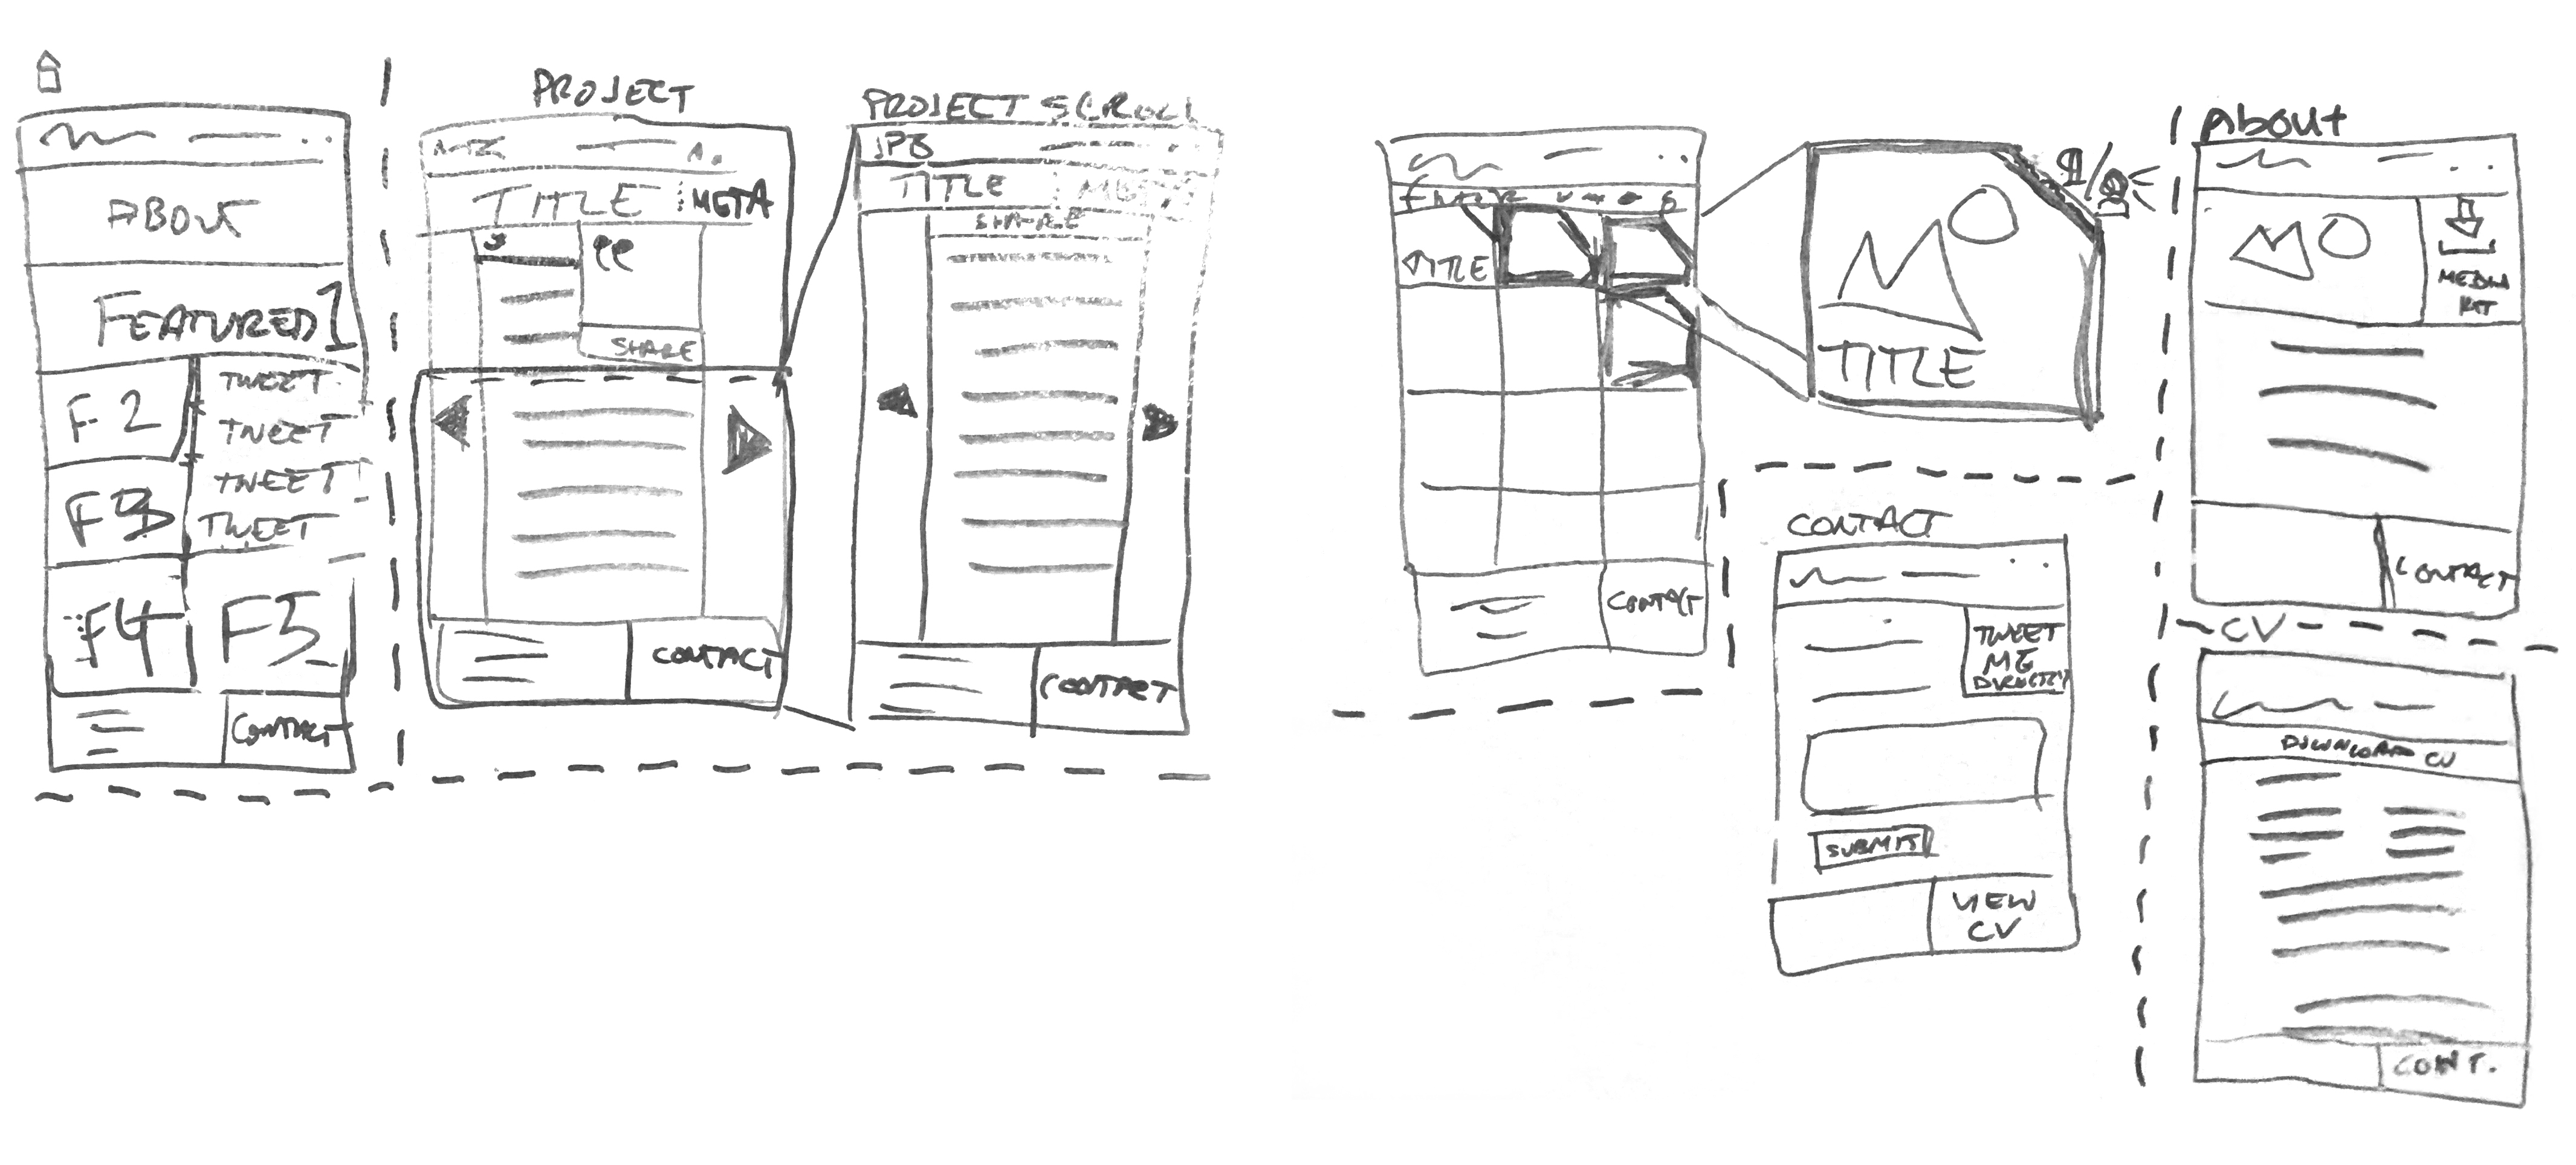 ABOUT
FEATURED 1
F2
TWEET
TWEET
F3
TWEET
TWEET
F4
F5
CONTACT
PROJECT
TITLE
META
SHARE
CONTACT
PROJECT SCROLL
JPB
TITLE
META
SHARE
CONTACT
TITLE
CONTACT
TITLE
CONTACT
TWEET
ME
DIRECTLY
SUBMIT
VIEW
CV
About
MEDIA
KIT
CONTACT
CV
DOWNLOAD CV
CONT.